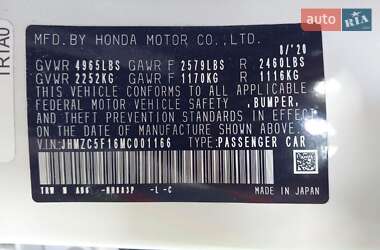 AUTO RIA
TRIAU
MFD.BY HONDA MOTOR CO.,LTD.
8/'20
GVWR 4965LBS GAWR F 2579LBS R 2460LBS
GVWR 2252KG GAWR F 1170KG R 1116KG
THIS VEHICLE CONFORMS TO ALL APPLICABLE
FEDERAL MOTOR VEHICLE SAFETY ,BUMPER,
AND THEFT PREVENTION STANDARDS IN EFFECT
ON THE DATE OF MANUFACTURE SHOWN ABOVE.
V.I.N:JHMZC5F16MC001166 TYPE:PASSENGER CAR
-L -C
MADE IN JAPAN